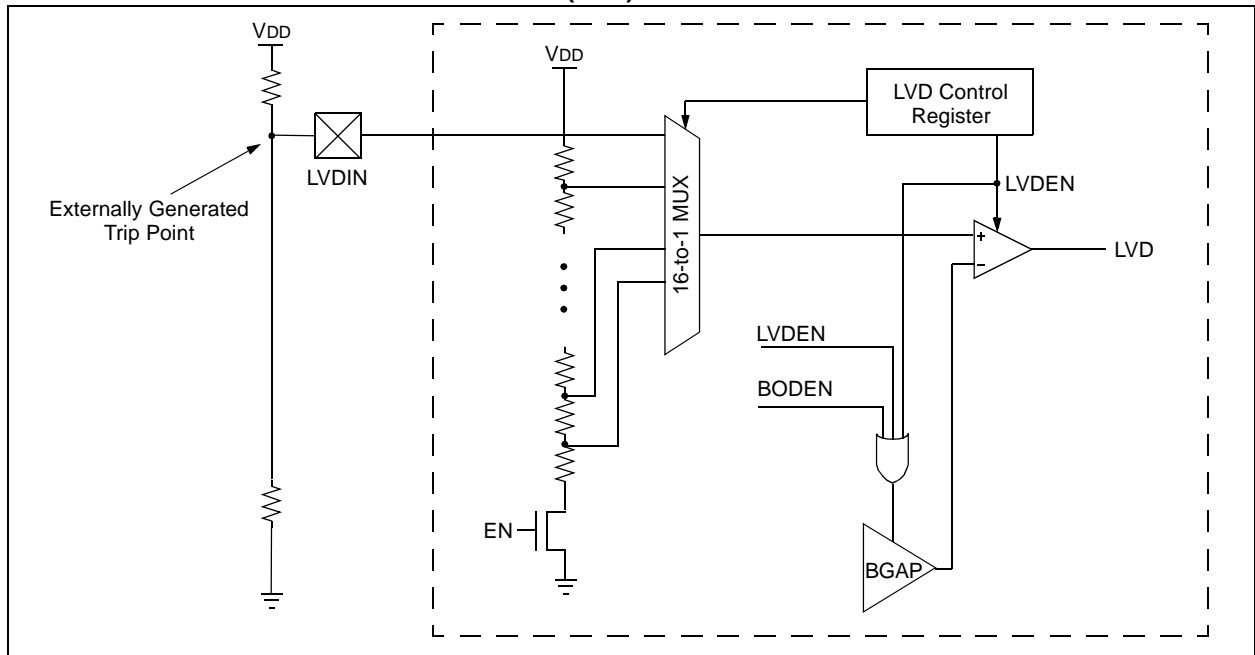 VDD
VDD
LVD Control
Register
LVDIN
16-to-1 MUX
LVDEN
Externally Generated
Trip Point
+
–
LVD
LVDEN
BODEN
EN
BGAP